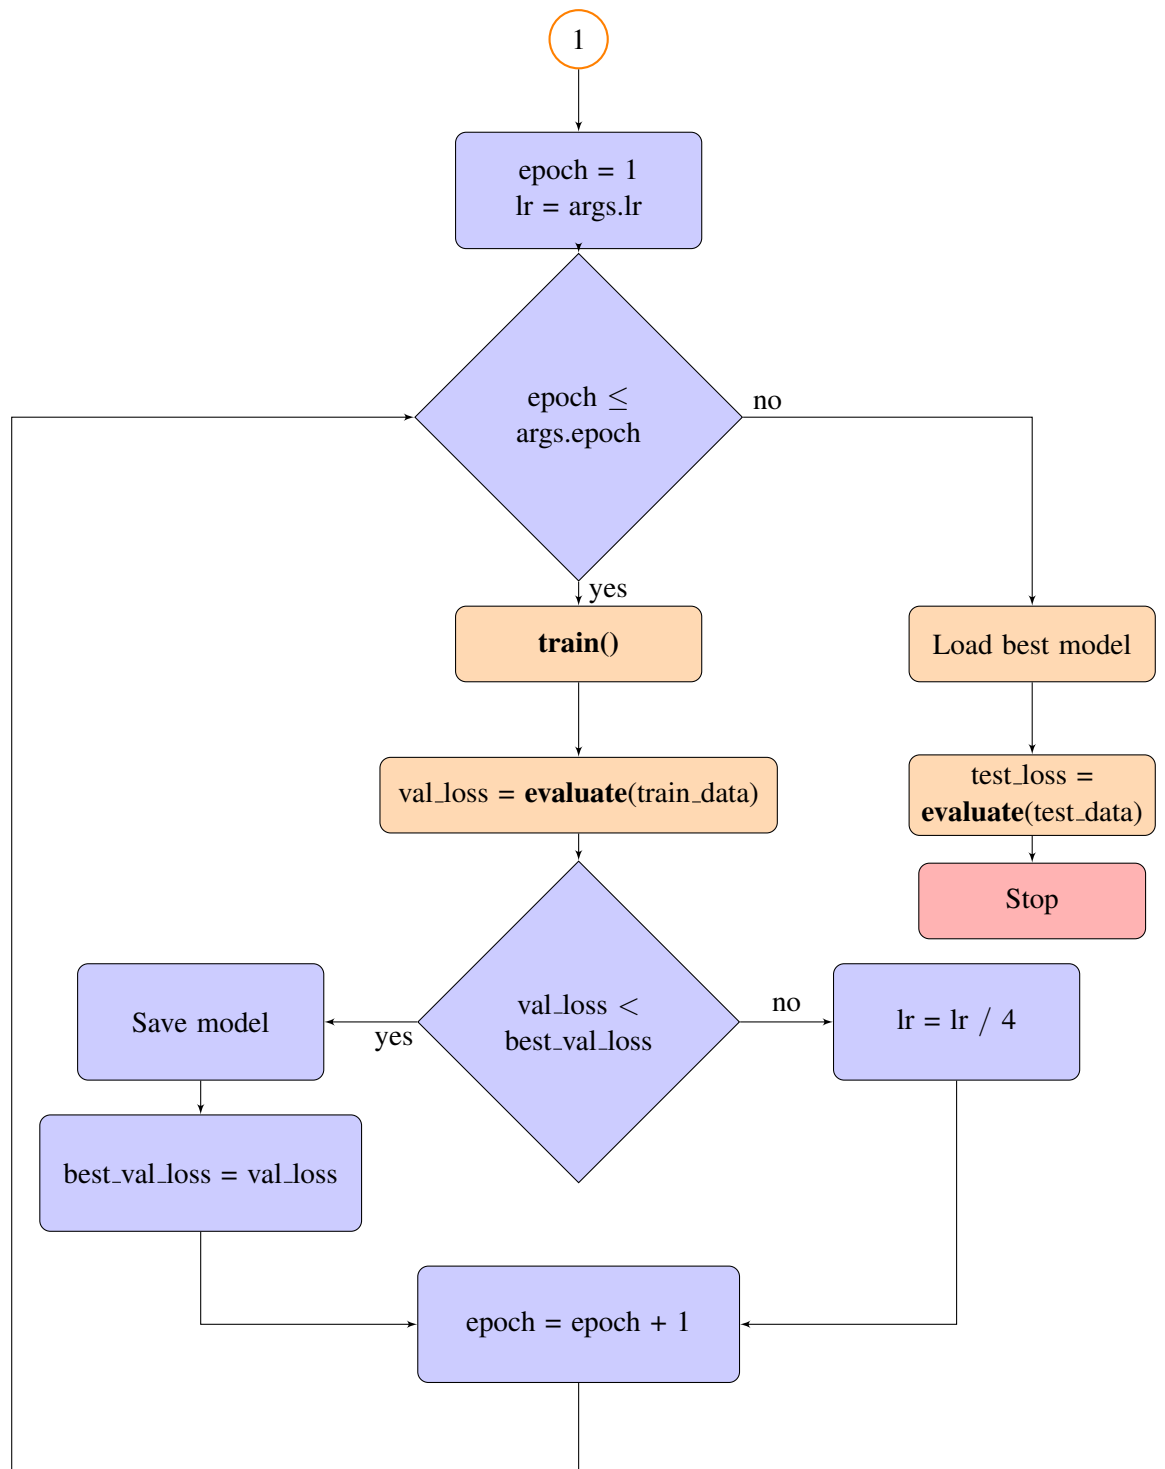 1
epoch = 1
lr = args.lr
epoch ≤
args.epoch
no
yes
train()
Load best model
val_loss = evaluate(train_data)
test_loss =
evaluate(test_data)
Stop
val_loss <
best_val_loss
yes
no
Save model
lr = lr / 4
best_val_loss = val_loss
epoch = epoch + 1